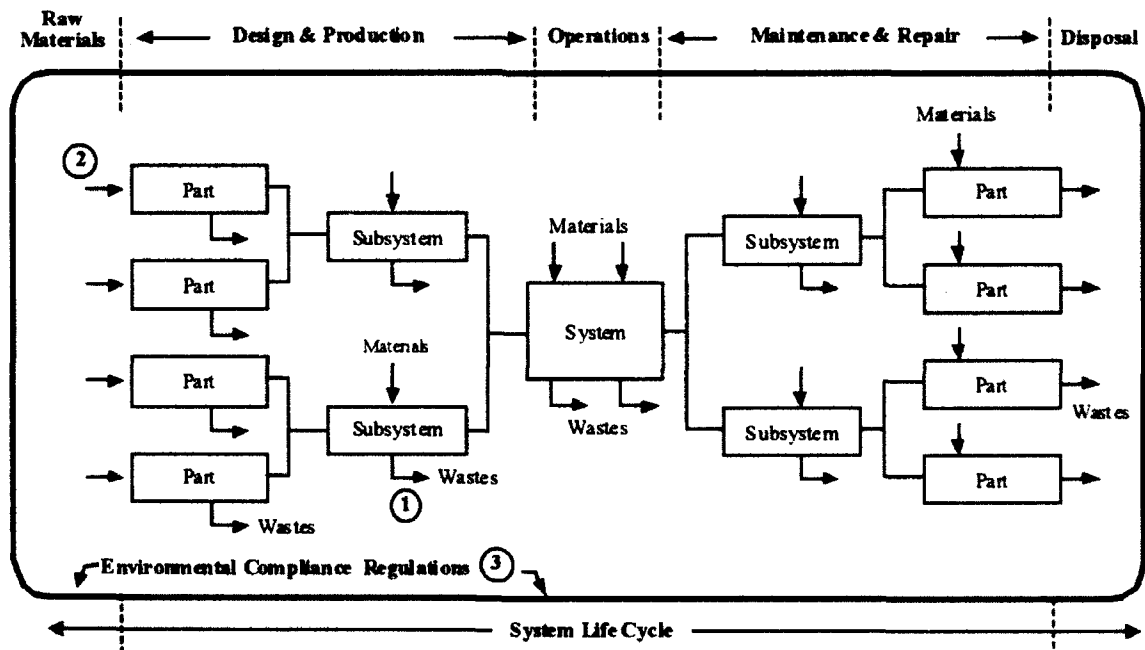 Raw
Materials
Design & Production
Operations
Maintenance & Repair
Disposal
Materials
2
Part
Part
Subsystem
Materials
Subsystem
Part
Part
Materials
System
Part
Part
Materials
Subsystem
Wastes
Subsystem
Part
Wastes
Part
Wastes
1
Part
Wastes
Environmental Compliance Regulations 3
System Life Cycle